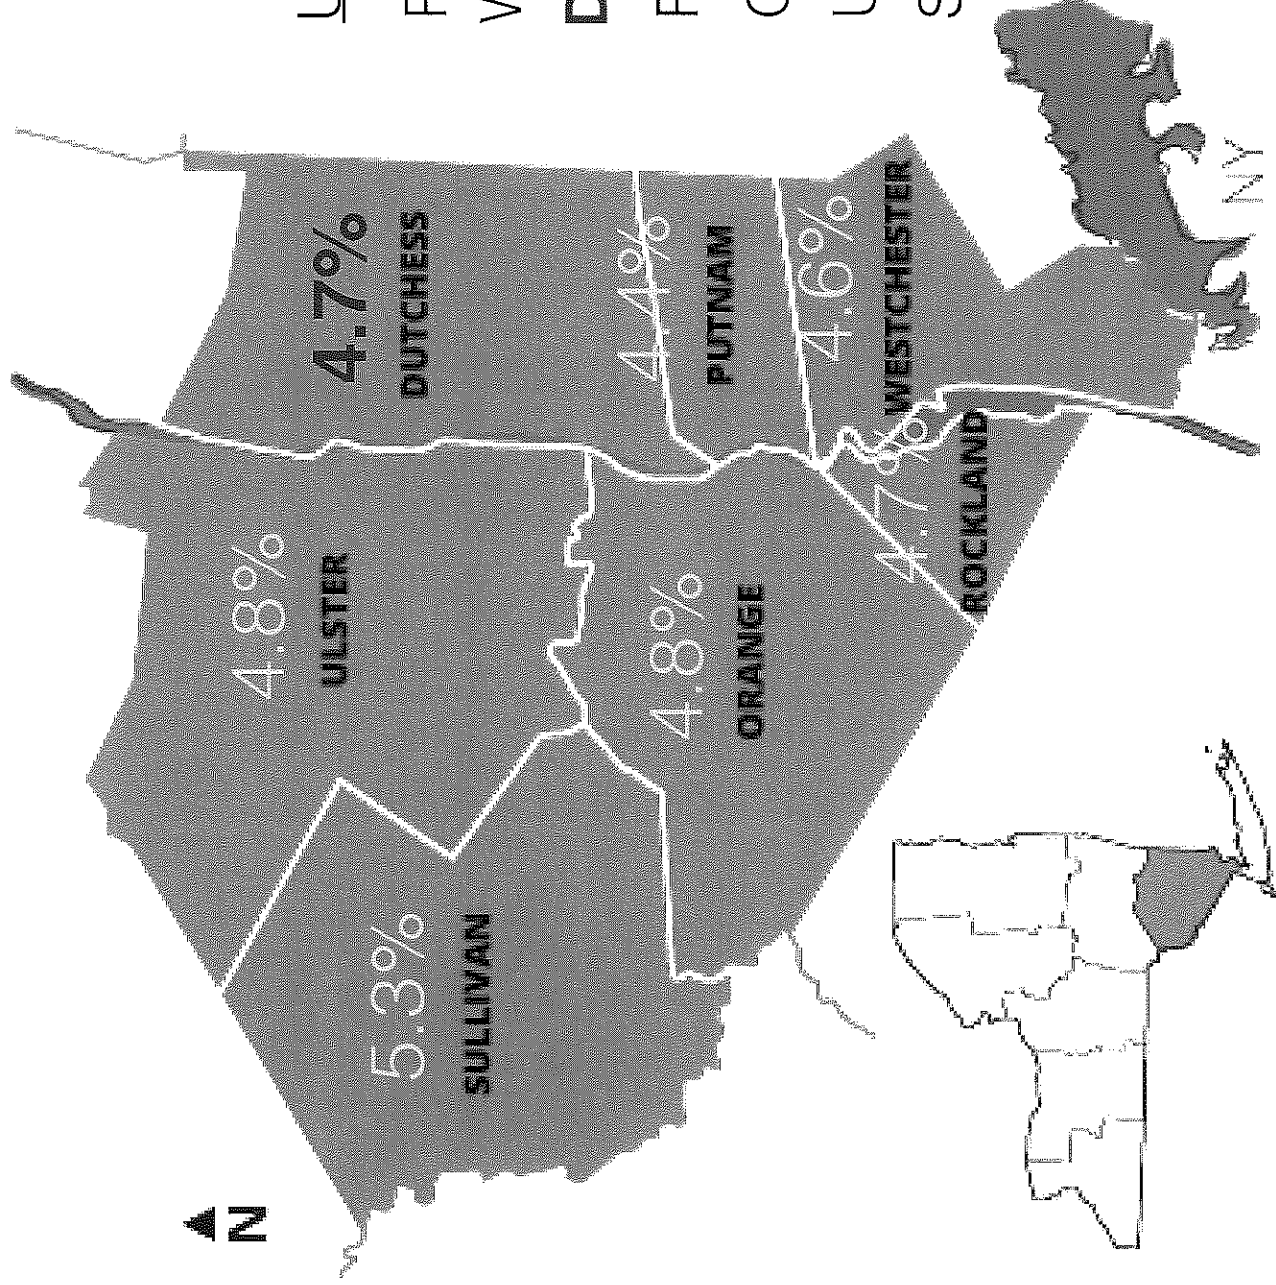 N
4.8%
ULSTER
4.7%
DUTCHESS
5.3%
SULLIVAN
4.8%
ORANGE
4.4%
PUTNAM
4.6%
WESTCHESTER
4.7%
ROCKLAND
NY